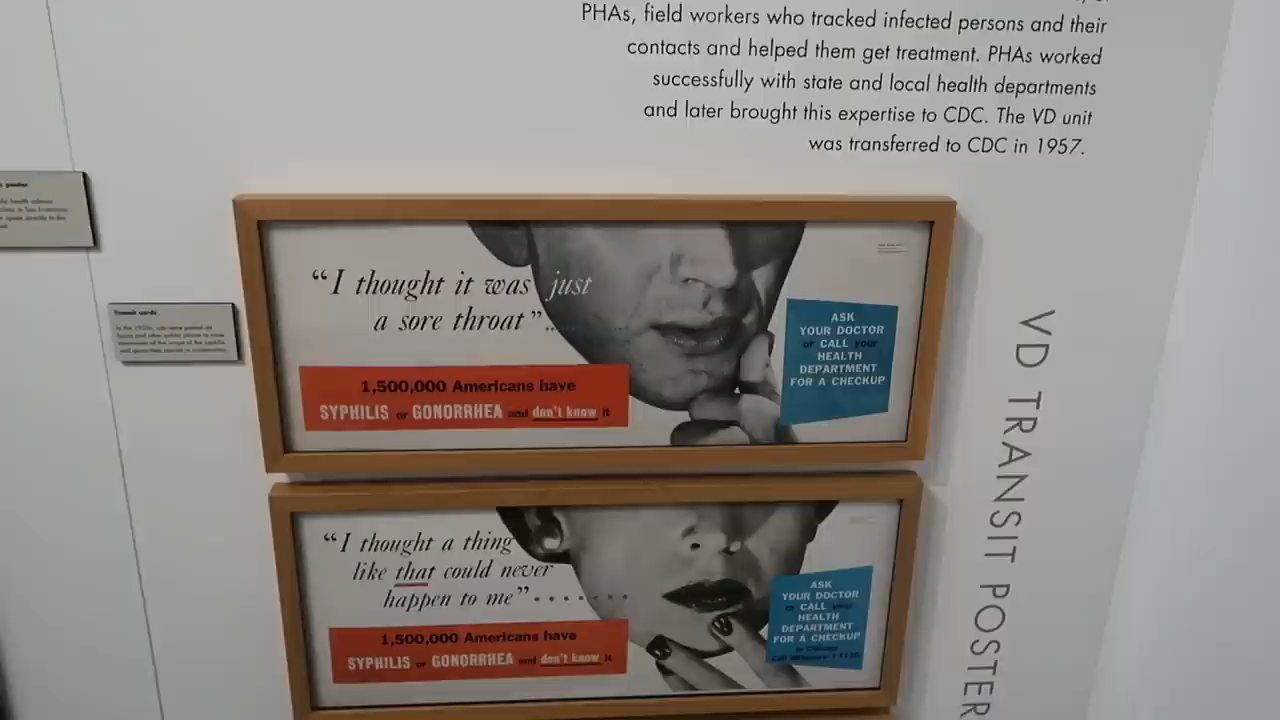 PHAs, field workers who tracked infected persons and their
contacts and helped them get treatment. PHAs worked
successfully with state and local health departments
and later brought this expertise to CDC. The VD unit
was transferred to CDC in 1957.
Transit cards
“I thought it was just
a sore throat”..
1,500,000 Americans have
SYPHILIS or GONORRHEA and don't know it
ASK
YOUR DOCTOR
or CALL your
HEALTH
DEPARTMENT
FOR A CHECKUP
“I thought a thing
like that could never
happen to me”.......
1,500,000 Americans have
SYPHILIS or GONORRHEA and don't know it
ASK
YOUR DOCTOR
or CALL your
HEALTH
DEPARTMENT
FOR A CHECKUP
In Chicago
VD TRANSIT POSTER